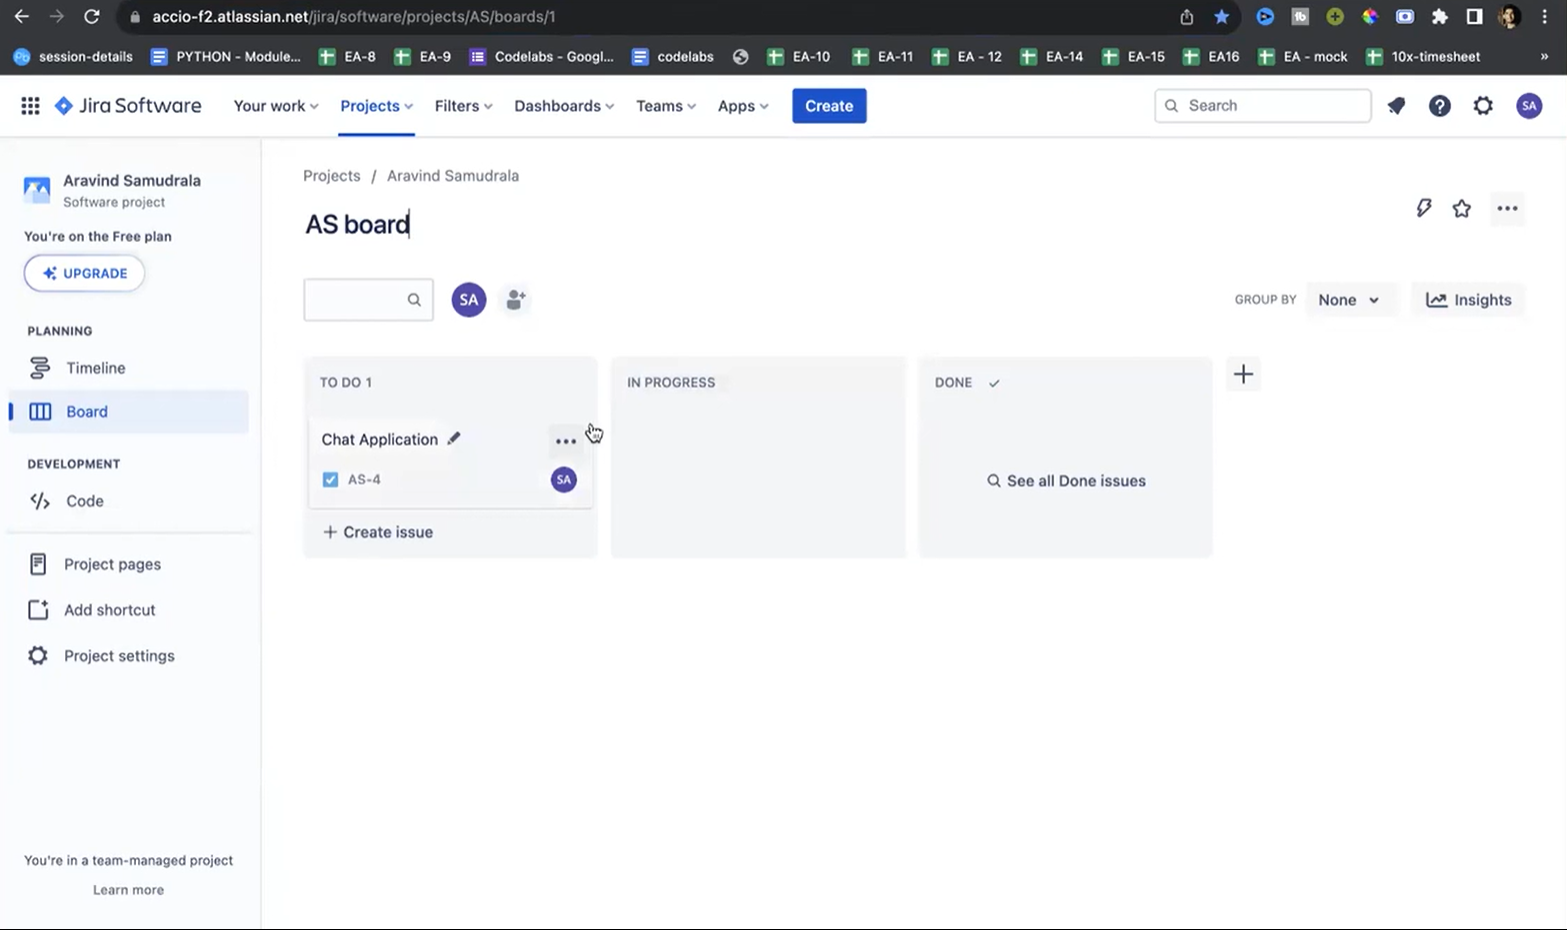 accio-f2.atlassian.net/jira/software/projects/AS/boards/1
session-details PYTHON - Module... EA-8 EA-9 Codelabs - Googl... codelabs EA-10 EA-11 EA - 12 EA-14 EA-15 EA16 EA - mock 10x-timesheet »
Jira Software Your work Projects Filters Dashboards Teams Apps Create Search SA
Aravind Samudrala
Software project
You're on the Free plan
UPGRADE
PLANNING
Timeline
Board
DEVELOPMENT
Code
Project pages
Add shortcut
Project settings
You're in a team-managed project
Learn more
Projects / Aravind Samudrala
AS board
SA GROUP BY None Insights
TO DO 1
Chat Application
AS-4 SA
+ Create issue
IN PROGRESS
DONE
See all Done issues